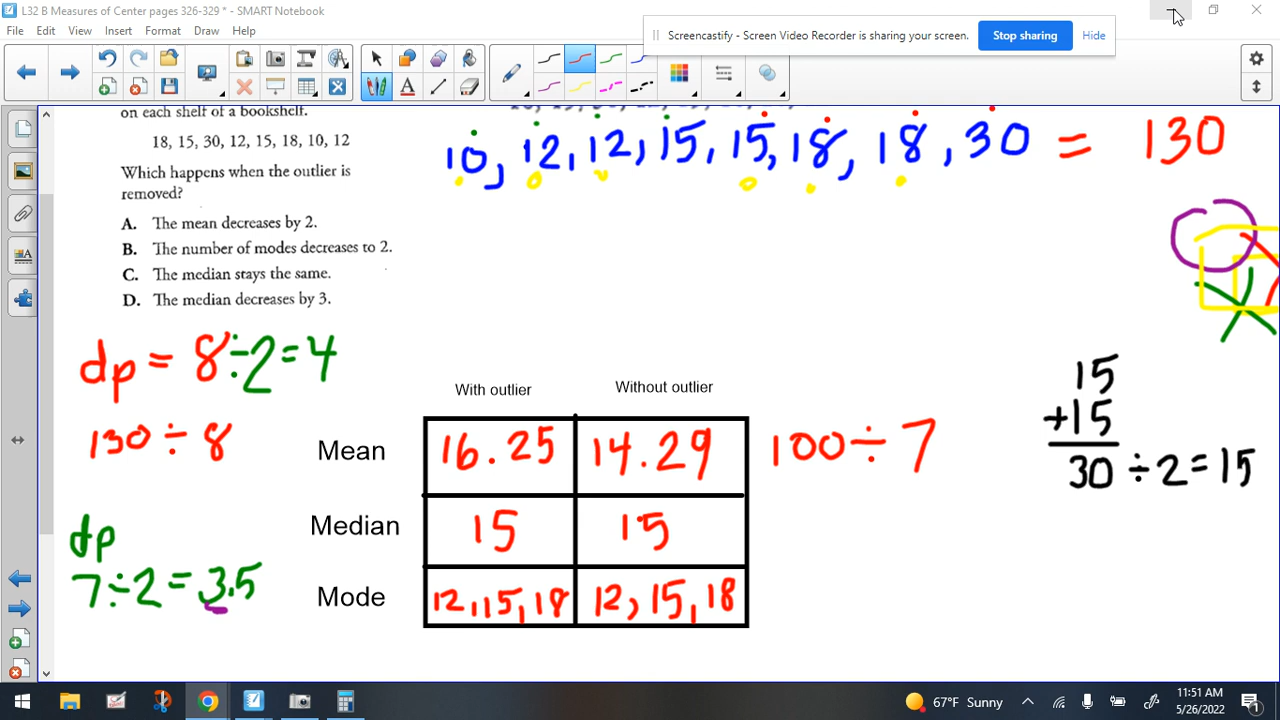 L32 B Measures of Center pages 326-329 * - SMART Notebook
File Edit View Insert Format Tools Add-ons Help
Screencastify - Screen Video Recorder is sharing your screen. Stop sharing Hide
on each shelf of a bookshelf.
18, 15, 30, 12, 15, 18, 10, 12
Which happens when the outlier is
removed?
A. The mean decreases by 2.
B. The number of modes decreases to 2.
C. The median stays the same.
D. The median decreases by 3.
10, 12, 12, 15, 15, 18, 18, 30 = 130
dp = 8÷2=4
130 ÷ 8
dp
7÷2=3.5
With outlier Without outlier
Mean 16.25 14.29 100÷7
Median 15 15
Mode 12,15,18 12,15,18
15
+15
30 ÷2=15
67°F Sunny
11:51 AM
5/26/2022
1